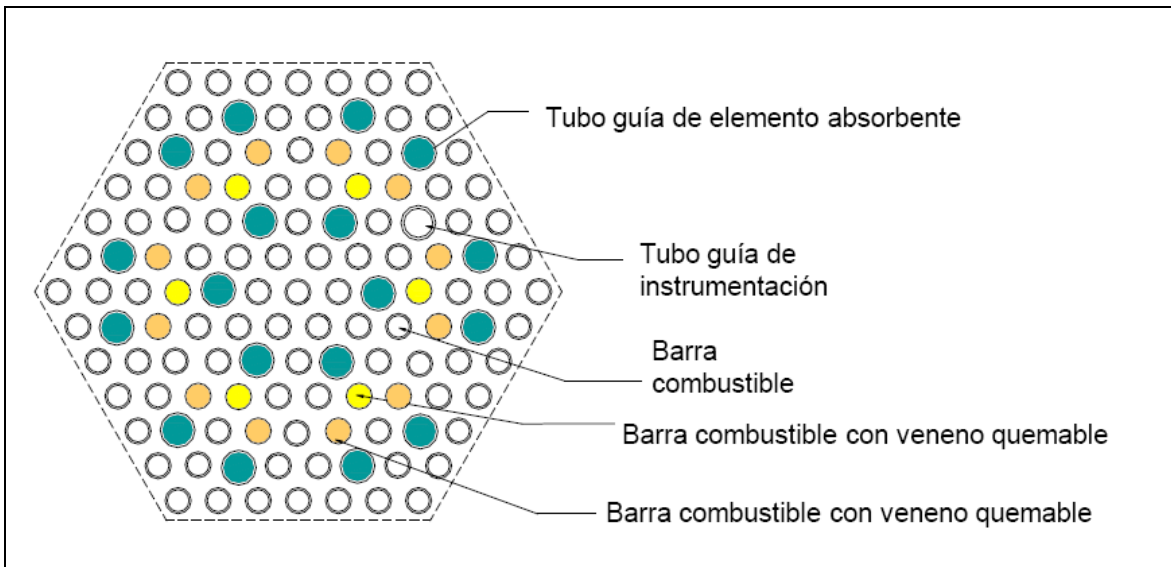 Tubo guía de elemento absorbente
Tubo guía de
instrumentación
Barra
combustible
Barra combustible con veneno quemable
Barra combustible con veneno quemable